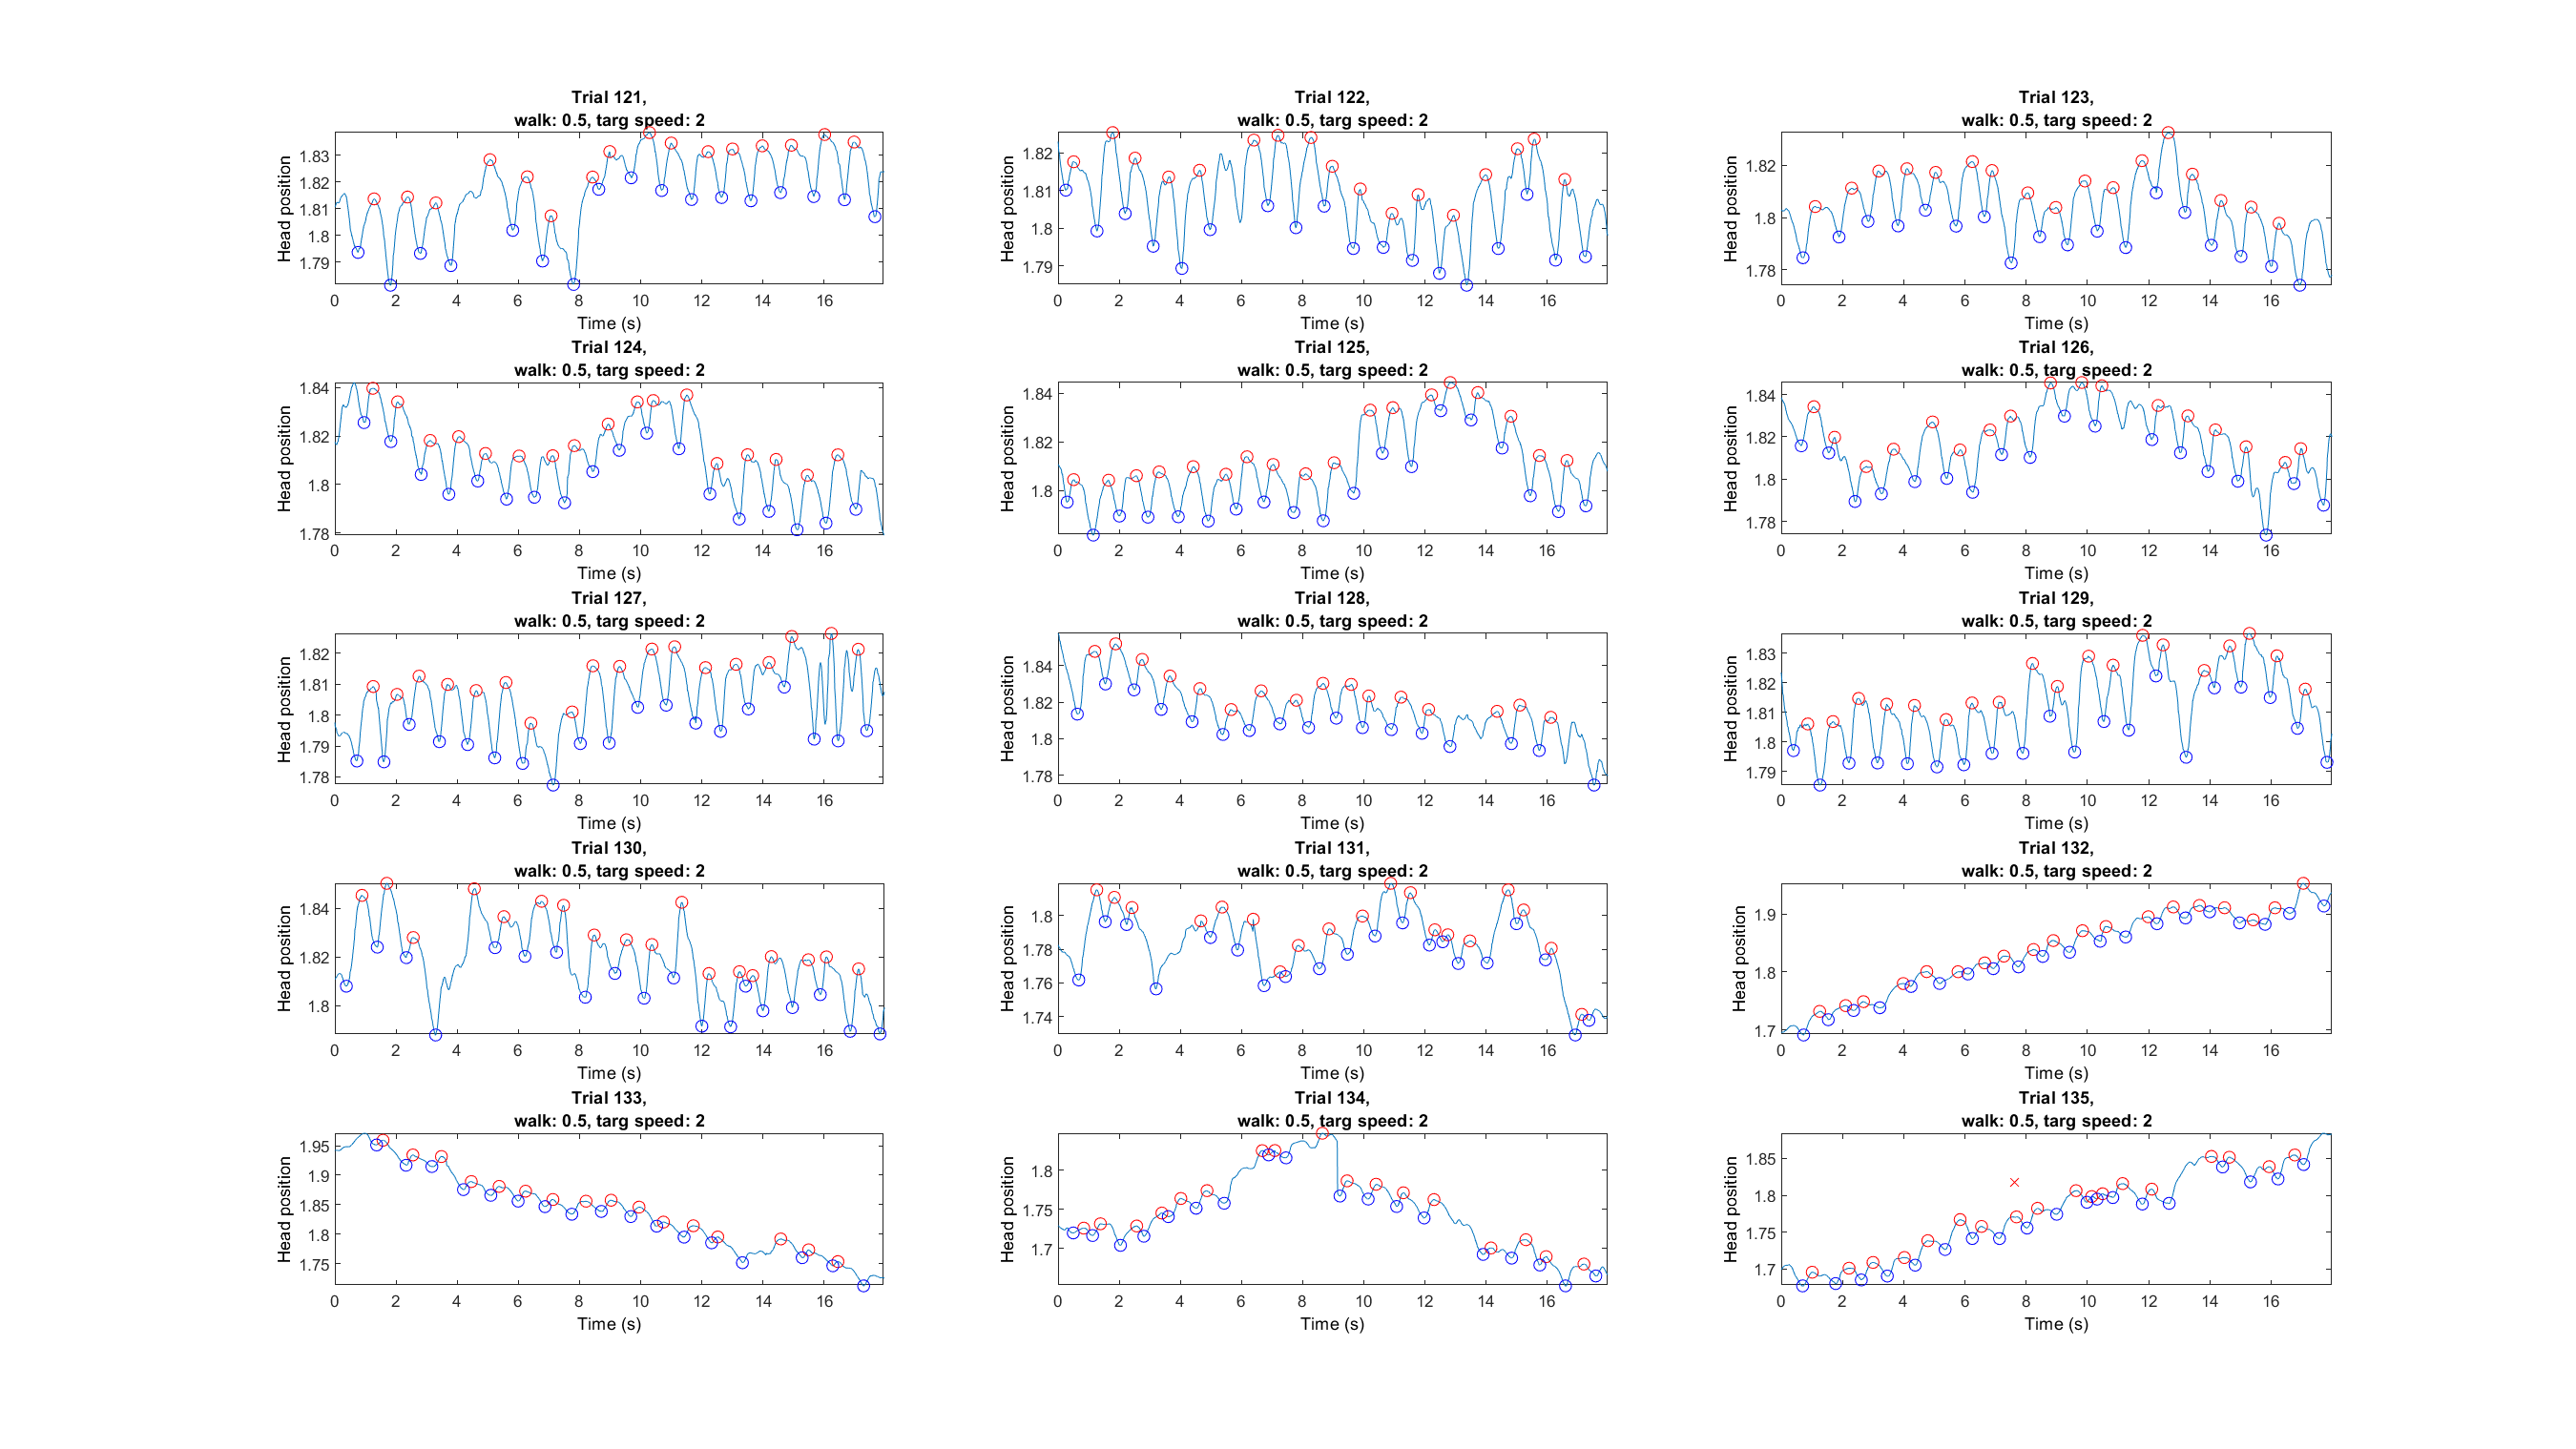 Trial 121,
walk: 0.5, targ speed: 2
Head position
1.83
1.82
1.81
1.8
1.79
0 2 4 6 8 10 12 14 16
Time (s)
Trial 122,
walk: 0.5, targ speed: 2
Head position
1.82
1.81
1.8
1.79
0 2 4 6 8 10 12 14 16
Time (s)
Trial 123,
walk: 0.5, targ speed: 2
Head position
1.82
1.8
1.78
0 2 4 6 8 10 12 14 16
Time (s)
Trial 124,
walk: 0.5, targ speed: 2
Head position
1.84
1.82
1.8
1.78
0 2 4 6 8 10 12 14 16
Time (s)
Trial 125,
walk: 0.5, targ speed: 2
Head position
1.84
1.82
1.8
0 2 4 6 8 10 12 14 16
Time (s)
Trial 126,
walk: 0.5, targ speed: 2
Head position
1.84
1.82
1.8
1.78
0 2 4 6 8 10 12 14 16
Time (s)
Trial 127,
walk: 0.5, targ speed: 2
Head position
1.82
1.81
1.8
1.79
1.78
0 2 4 6 8 10 12 14 16
Time (s)
Trial 128,
walk: 0.5, targ speed: 2
Head position
1.84
1.82
1.8
1.78
0 2 4 6 8 10 12 14 16
Time (s)
Trial 129,
walk: 0.5, targ speed: 2
Head position
1.83
1.82
1.81
1.8
1.79
0 2 4 6 8 10 12 14 16
Time (s)
Trial 130,
walk: 0.5, targ speed: 2
Head position
1.84
1.82
1.8
0 2 4 6 8 10 12 14 16
Time (s)
Trial 131,
walk: 0.5, targ speed: 2
Head position
1.8
1.78
1.76
1.74
0 2 4 6 8 10 12 14 16
Time (s)
Trial 132,
walk: 0.5, targ speed: 2
Head position
1.9
1.8
1.7
0 2 4 6 8 10 12 14 16
Time (s)
Trial 133,
walk: 0.5, targ speed: 2
Head position
1.95
1.9
1.85
1.8
1.75
0 2 4 6 8 10 12 14 16
Time (s)
Trial 134,
walk: 0.5, targ speed: 2
Head position
1.8
1.75
1.7
0 2 4 6 8 10 12 14 16
Time (s)
Trial 135,
walk: 0.5, targ speed: 2
Head position
1.85
1.8
1.75
1.7
0 2 4 6 8 10 12 14 16
Time (s)